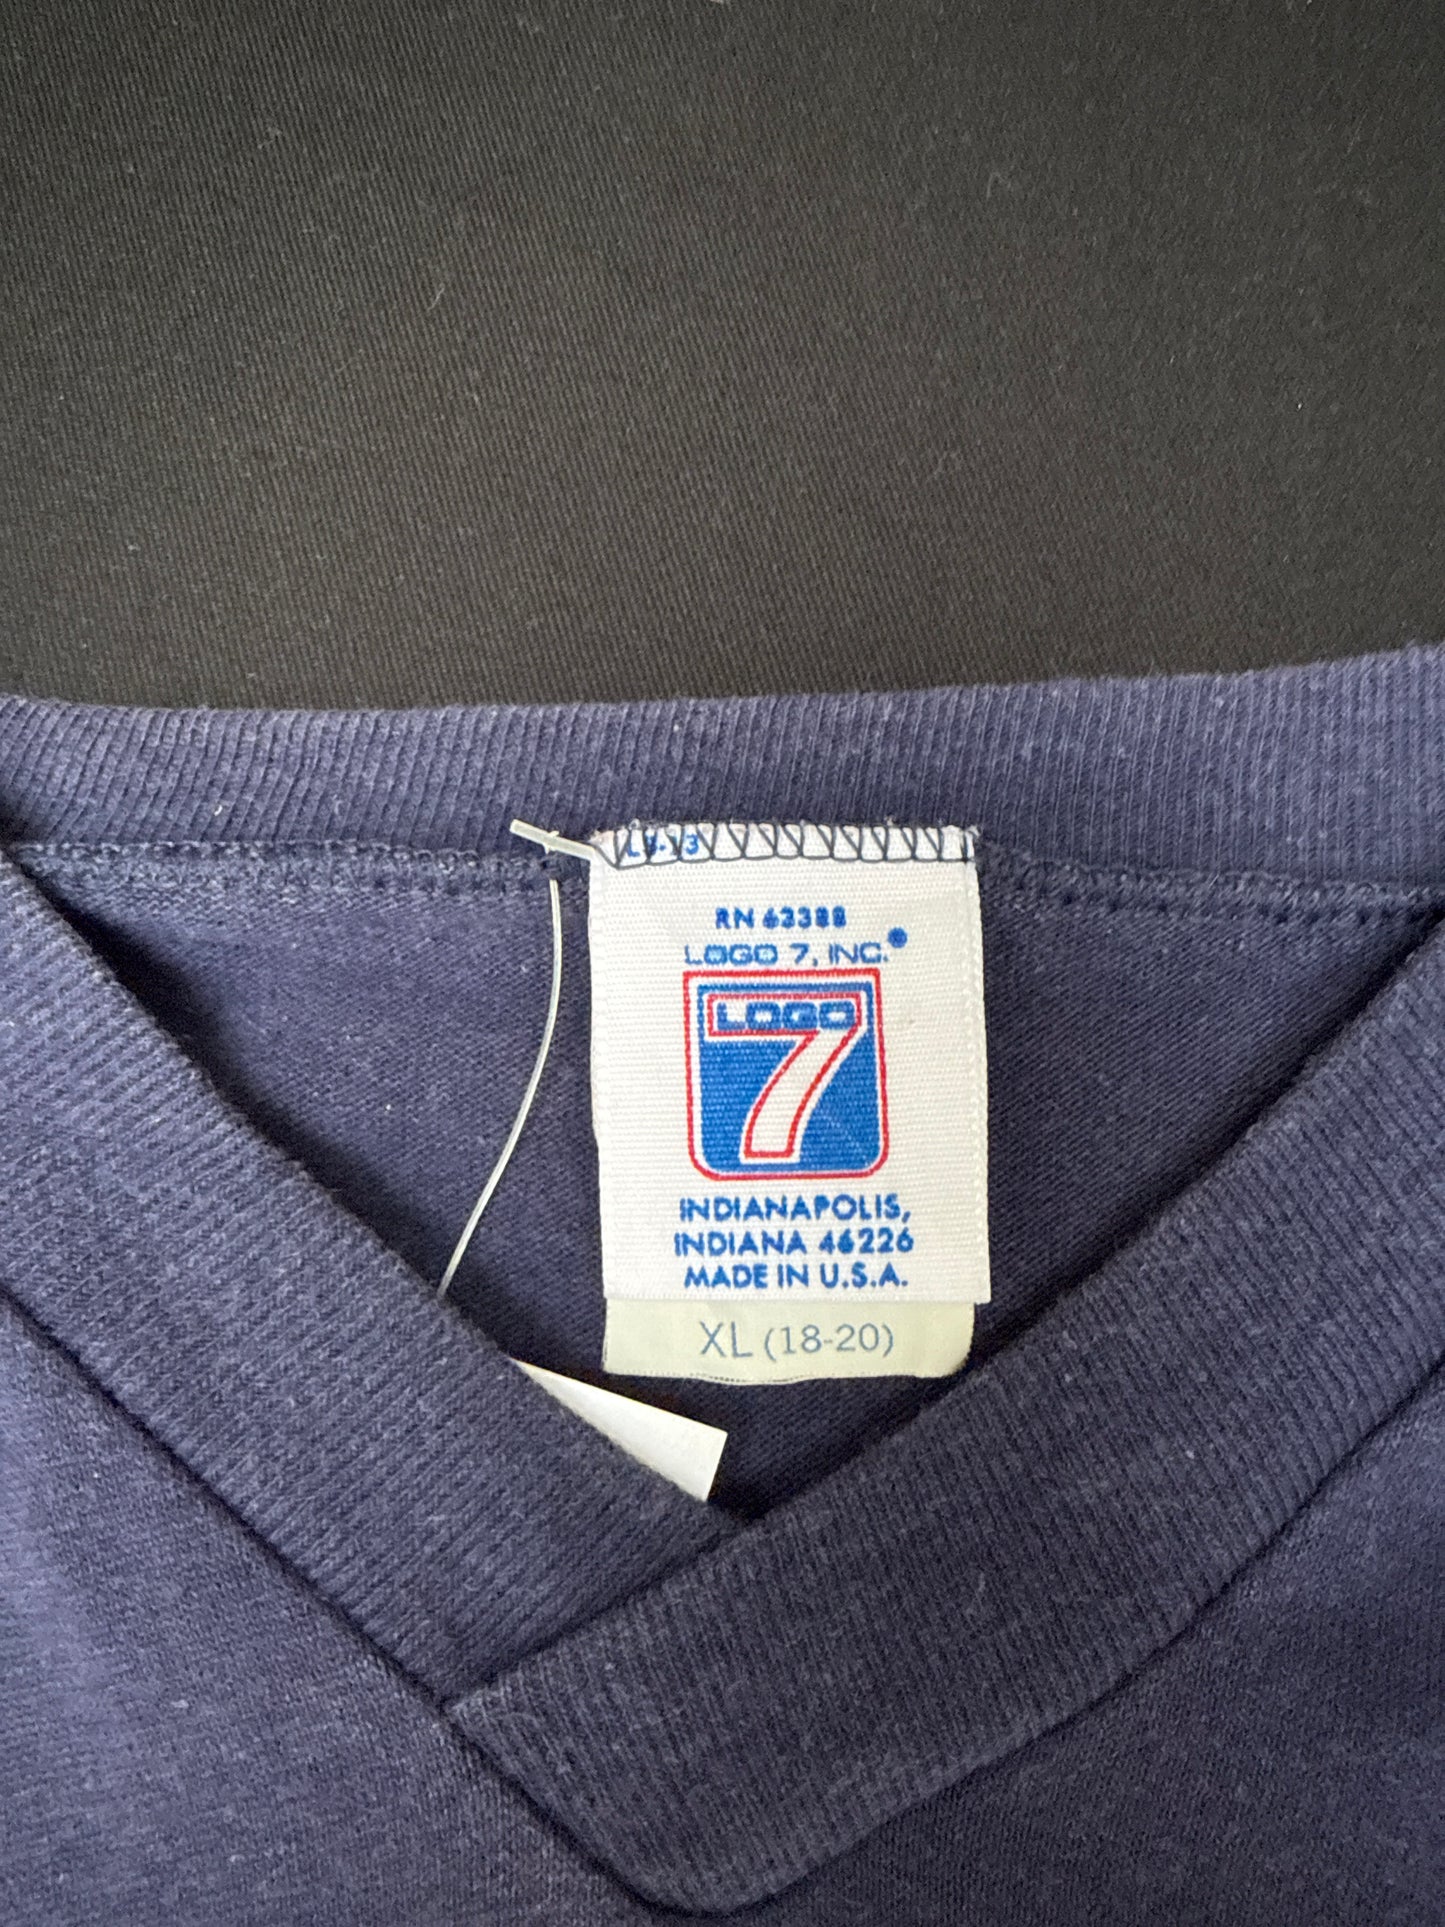 RN 63388
LOGO 7, INC.®
LOGO
7
INDIANAPOLIS,
INDIANA 46226
MADE IN U.S.A.
XL (18-20)